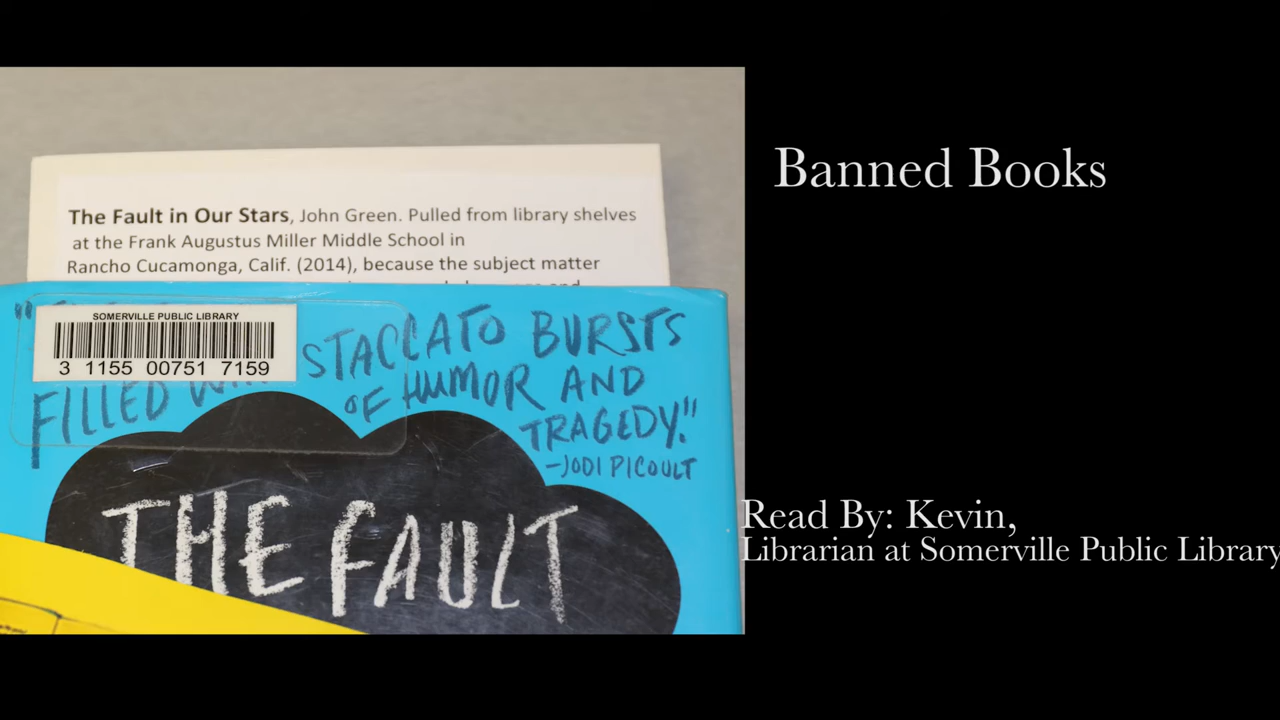 Banned Books
The Fault in Our Stars, John Green. Pulled from library shelves
at the Frank Augustus Miller Middle School in
Rancho Cucamonga, Calif. (2014), because the subject matter
SOMERVILLE PUBLIC LIBRARY
3 1155 00751 7159
STACCATO BURSTS
FILLED
OF HUMOR AND
TRAGEDY."
-JODI PICOULT
THE FAULT
Read By: Kevin,
Librarian at Somerville Public Library